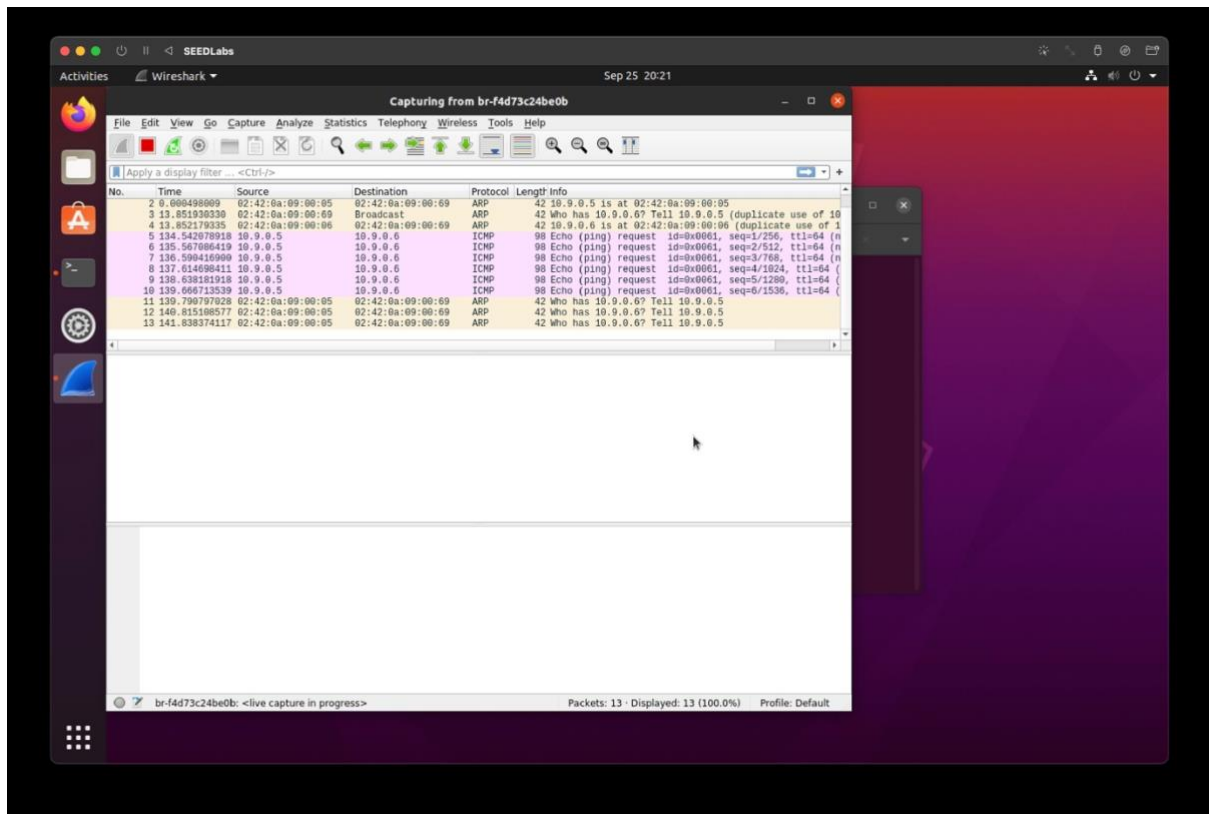 SEEDLabs
Activities Wireshark Sep 25 20:21
Capturing from br-f4d73c24be0b
File Edit View Go Capture Analyze Statistics Telephony Wireless Tools Help
Apply a display filter ... <Ctrl-/>
No. Time Source Destination Protocol Length Info
2 0.000498009 02:42:0a:09:00:05 02:42:0a:09:00:69 ARP 42 10.9.0.5 is at 02:42:0a:09:00:05
3 13.851930330 02:42:0a:09:00:69 Broadcast ARP 42 Who has 10.9.0.6? Tell 10.9.0.5 (duplicate use of 10
4 13.852179335 02:42:0a:09:00:06 02:42:0a:09:00:69 ARP 42 10.9.0.6 is at 02:42:0a:09:00:06 (duplicate use of 1
5 134.542078918 10.9.0.5 10.9.0.6 ICMP 98 Echo (ping) request id=0x0061, seq=1/256, ttl=64 (n
6 135.567086419 10.9.0.5 10.9.0.6 ICMP 98 Echo (ping) request id=0x0061, seq=2/512, ttl=64 (n
7 136.590416909 10.9.0.5 10.9.0.6 ICMP 98 Echo (ping) request id=0x0061, seq=3/768, ttl=64 (n
8 137.614698411 10.9.0.5 10.9.0.6 ICMP 98 Echo (ping) request id=0x0061, seq=4/1024, ttl=64 (
9 138.638181918 10.9.0.5 10.9.0.6 ICMP 98 Echo (ping) request id=0x0061, seq=5/1280, ttl=64 (
10 139.666713539 10.9.0.5 10.9.0.6 ICMP 98 Echo (ping) request id=0x0061, seq=6/1536, ttl=64 (
11 139.790797028 02:42:0a:09:00:05 02:42:0a:09:00:69 ARP 42 Who has 10.9.0.6? Tell 10.9.0.5
12 140.815108577 02:42:0a:09:00:05 02:42:0a:09:00:69 ARP 42 Who has 10.9.0.6? Tell 10.9.0.5
13 141.838374117 02:42:0a:09:00:05 02:42:0a:09:00:69 ARP 42 Who has 10.9.0.6? Tell 10.9.0.5
br-f4d73c24be0b: <live capture in progress> Packets: 13 · Displayed: 13 (100.0%) Profile: Default